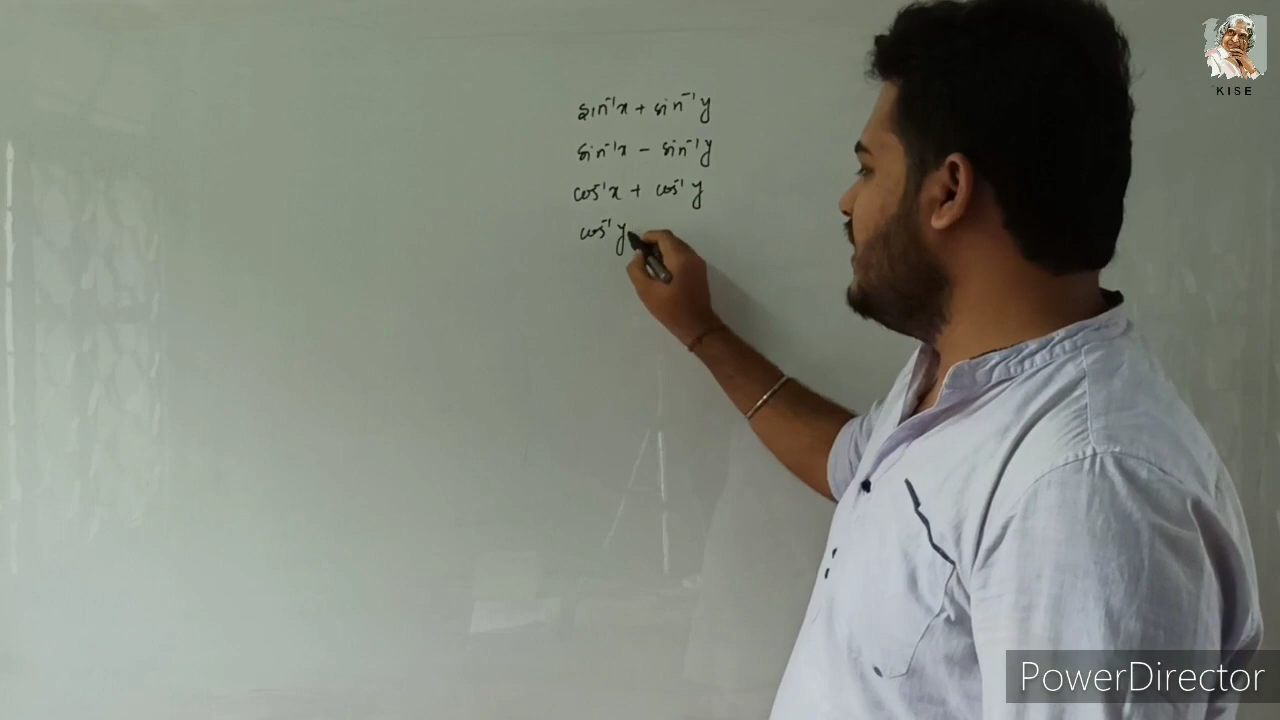 sin⁻¹x + sin⁻¹y
sin⁻¹x − sin⁻¹y
cos⁻¹x + cos⁻¹y
cos⁻¹y
KISE
PowerDirector